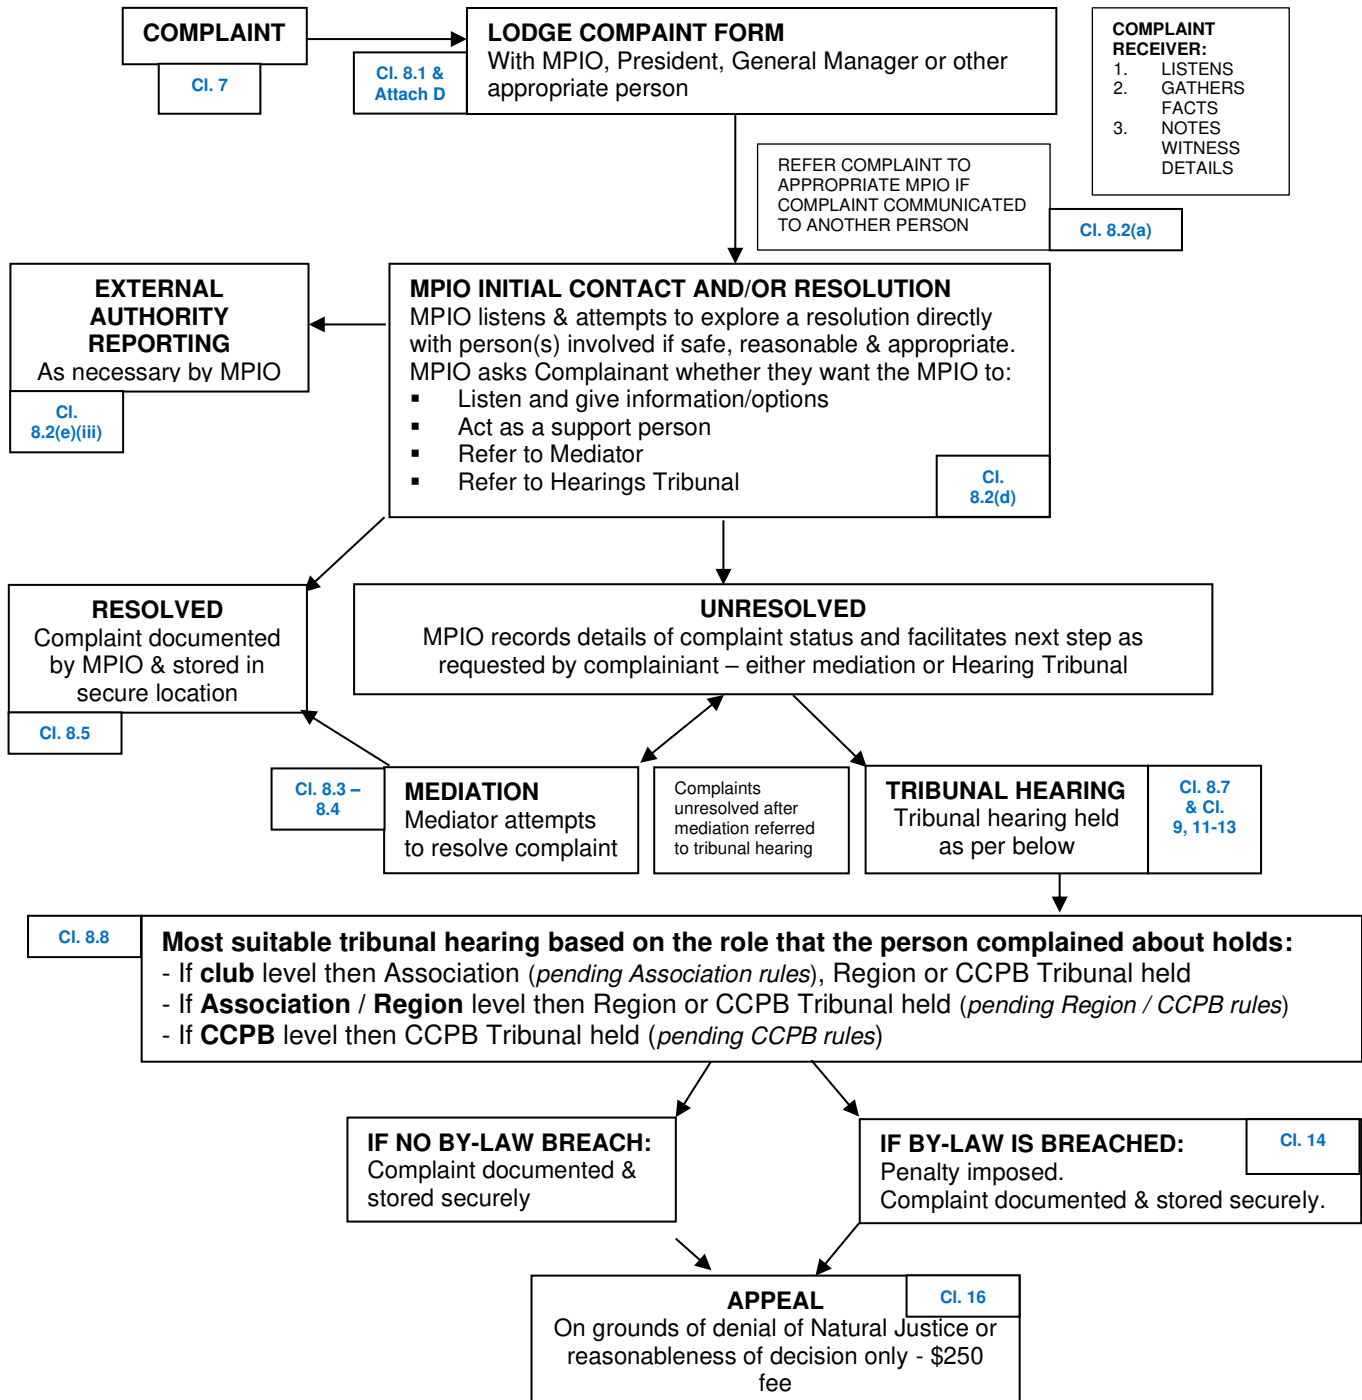 COMPLAINT
Cl. 7
LODGE COMPAINT FORM
With MPIO, President, General Manager or other
appropriate person
Cl. 8.1 &
Attach D
COMPLAINT
RECEIVER:
1. LISTENS
2. GATHERS
FACTS
3. NOTES
WITNESS
DETAILS
REFER COMPLAINT TO
APPROPRIATE MPIO IF
COMPLAINT COMMUNICATED
TO ANOTHER PERSON
Cl. 8.2(a)
EXTERNAL
AUTHORITY
REPORTING
As necessary by MPIO
Cl.
8.2(e)(iii)
MPIO INITIAL CONTACT AND/OR RESOLUTION
MPIO listens & attempts to explore a resolution directly
with person(s) involved if safe, reasonable & appropriate.
MPIO asks Complainant whether they want the MPIO to:
▪ Listen and give information/options
▪ Act as a support person
▪ Refer to Mediator
▪ Refer to Hearings Tribunal
Cl.
8.2(d)
RESOLVED
Complaint documented
by MPIO & stored in
secure location
Cl. 8.5
UNRESOLVED
MPIO records details of complaint status and facilitates next step as
requested by complainiant – either mediation or Hearing Tribunal
Cl. 8.3 –
8.4
MEDIATION
Mediator attempts
to resolve complaint
Complaints
unresolved after
mediation referred
to tribunal hearing
TRIBUNAL HEARING
Tribunal hearing held
as per below
Cl. 8.7
& Cl.
9, 11-13
Cl. 8.8
Most suitable tribunal hearing based on the role that the person complained about holds:
- If club level then Association (pending Association rules), Region or CCPB Tribunal held
- If Association / Region level then Region or CCPB Tribunal held (pending Region / CCPB rules)
- If CCPB level then CCPB Tribunal held (pending CCPB rules)
IF NO BY-LAW BREACH:
Complaint documented &
stored securely
IF BY-LAW IS BREACHED:
Penalty imposed.
Complaint documented & stored securely.
Cl. 14
APPEAL
Cl. 16
On grounds of denial of Natural Justice or
reasonableness of decision only - $250
fee